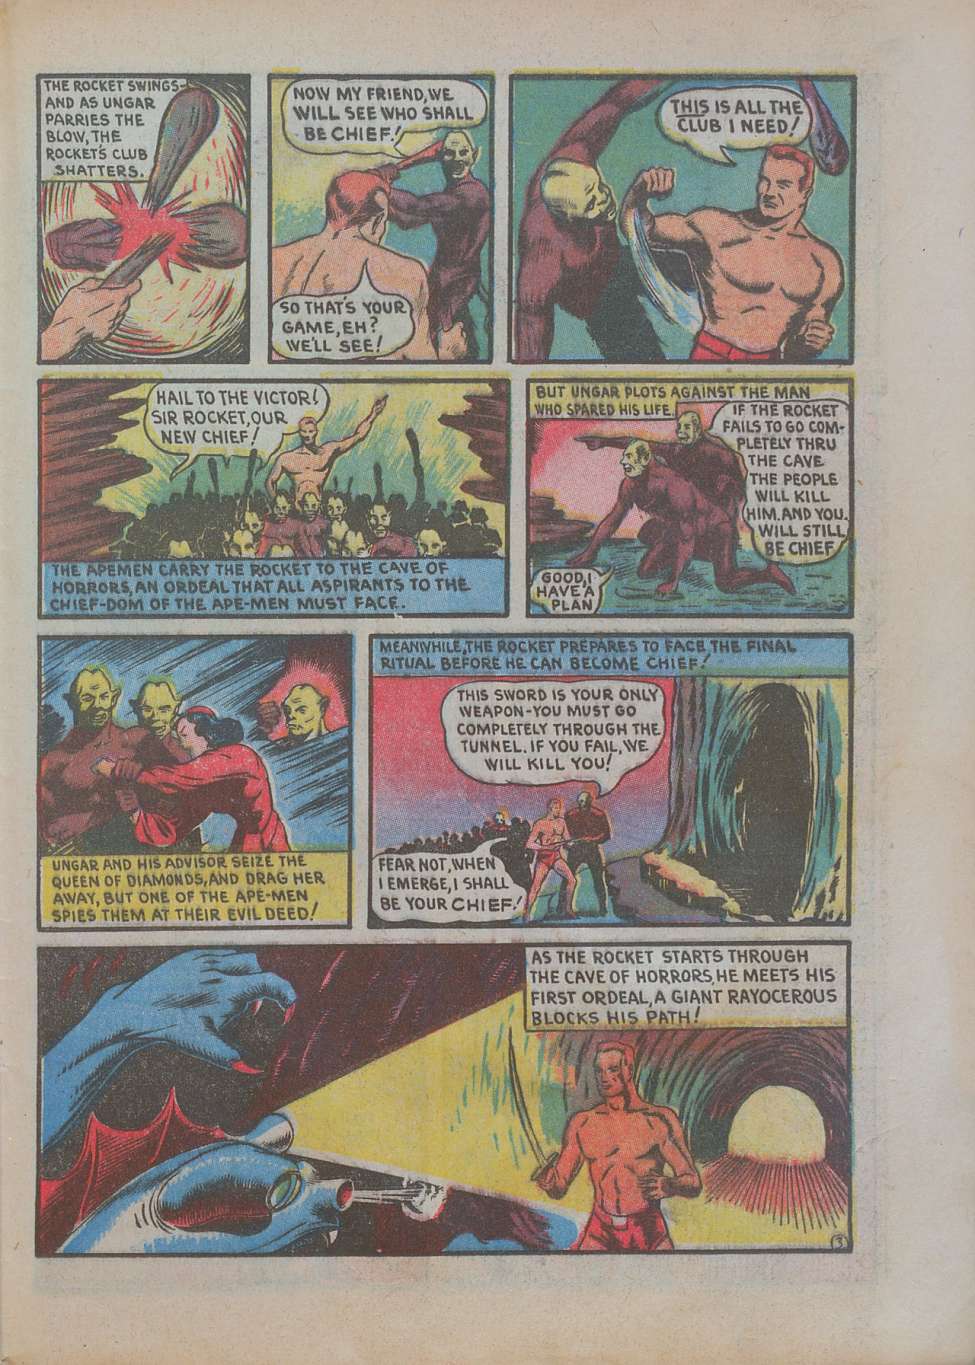 THE ROCKET SWINGS-
AND AS UNGAR
PARRIES THE
BLOW, THE
ROCKET'S CLUB
SHATTERS.
NOW MY FRIEND, WE
WILL SEE WHO SHALL
BE CHIEF!
SO THAT'S YOUR
GAME, EH?
WE'LL SEE!
THIS IS ALL THE
CLUB I NEED!
HAIL TO THE VICTOR!
SIR ROCKET, OUR
NEW CHIEF!
THE APEMEN CARRY THE ROCKET TO THE CAVE OF
HORRORS, AN ORDEAL THAT ALL ASPIRANTS TO THE
CHIEF-DOM OF THE APE-MEN MUST FACE.
BUT UNGAR PLOTS AGAINST THE MAN
WHO SPARED HIS LIFE.
IF THE ROCKET
FAILS TO GO COM-
PLETELY THRU
THE CAVE
THE PEOPLE
WILL KILL
HIM. AND YOU.
WILL STILL
BE CHIEF
GOOD, I
HAVE A
PLAN
UNGAR AND HIS ADVISOR SEIZE THE
QUEEN OF DIAMONDS, AND DRAG HER
AWAY, BUT ONE OF THE APE-MEN
SPIES THEM AT THEIR EVIL DEED!
MEANWHILE, THE ROCKET PREPARES TO FACE THE FINAL
RITUAL BEFORE HE CAN BECOME CHIEF!
THIS SWORD IS YOUR ONLY
WEAPON-YOU MUST GO
COMPLETELY THROUGH THE
TUNNEL. IF YOU FAIL, WE
WILL KILL YOU!
FEAR NOT, WHEN
I EMERGE, I SHALL
BE YOUR CHIEF!
AS THE ROCKET STARTS THROUGH
THE CAVE OF HORRORS, HE MEETS HIS
FIRST ORDEAL, A GIANT RAYOCEROUS
BLOCKS HIS PATH!
3